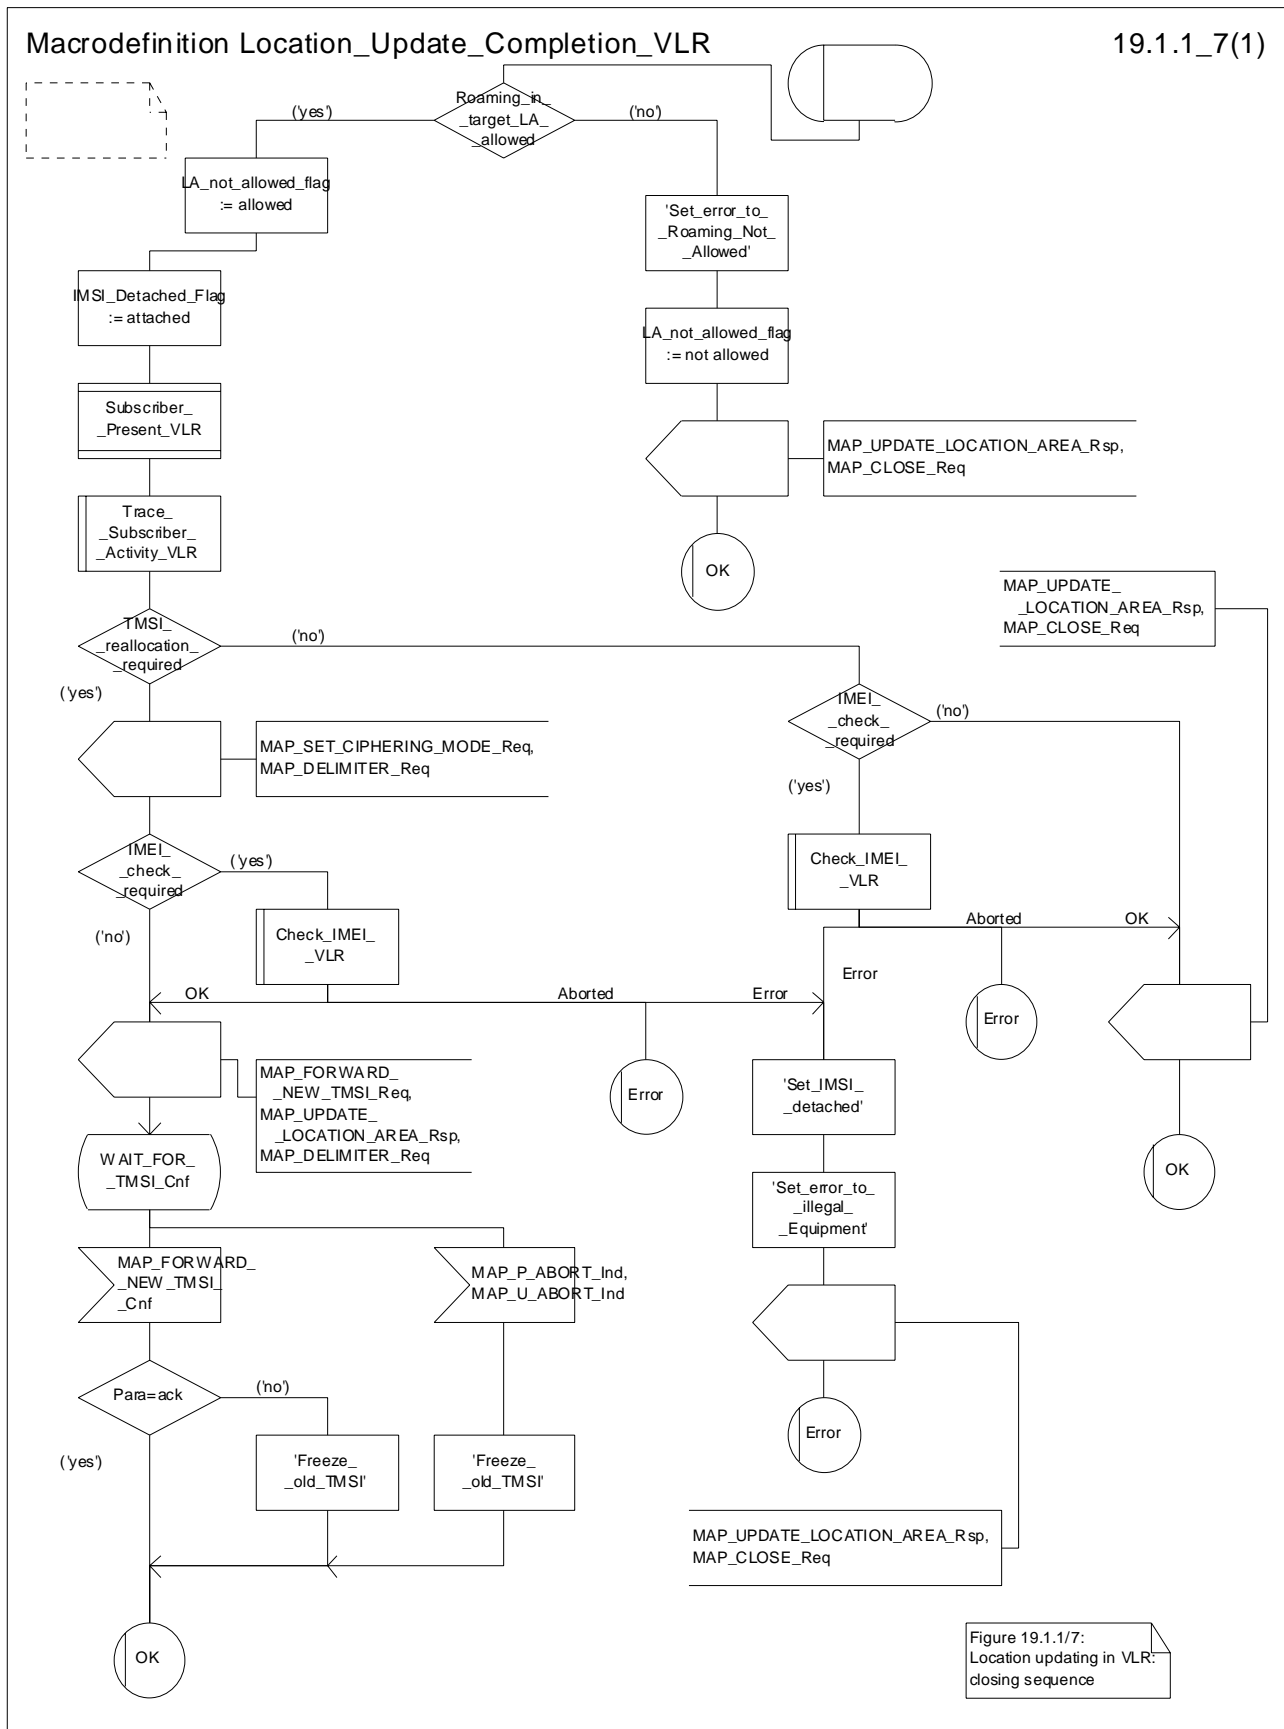 Macrodefinition Location_Update_Completion_VLR
19.1.1_7(1)
Roaming_in_
_target_LA_
_allowed
('yes')
('no')
LA_not_allowed_flag
:= allowed
'Set_error_to_
_Roaming_Not_
_Allowed'
IMSI_Detached_Flag
:= attached
LA_not_allowed_flag
:= not allowed
Subscriber_
_Present_VLR
MAP_UPDATE_LOCATION_AREA_Rsp,
MAP_CLOSE_Req
Trace_
_Subscriber_
_Activity_VLR
OK
MAP_UPDATE_
_LOCATION_AREA_Rsp,
MAP_CLOSE_Req
TMSI_
_reallocation_
_required
('no')
('yes')
IMEI_
_check_
_required
('no')
('yes')
MAP_SET_CIPHERING_MODE_Req,
MAP_DELIMITER_Req
IMEI_
_check_
_required
('yes')
('no')
Check_IMEI_
_VLR
Aborted
OK
Error
Check_IMEI_
_VLR
OK
Aborted
Error
Error
Error
MAP_FORWARD_
_NEW_TMSI_Req,
MAP_UPDATE_
_LOCATION_AREA_Rsp,
MAP_DELIMITER_Req
'Set_IMSI_
_detached'
WAIT_FOR_
_TMSI_Cnf
OK
'Set_error_to_
_illegal_
_Equipment'
MAP_FORWARD_
_NEW_TMSI_
_Cnf
MAP_P_ABORT_Ind,
MAP_U_ABORT_Ind
Para=ack
('no')
('yes')
Error
'Freeze_
_old_TMSI'
'Freeze_
_old_TMSI'
MAP_UPDATE_LOCATION_AREA_Rsp,
MAP_CLOSE_Req
OK
Figure 19.1.1/7:
Location updating in VLR:
closing sequence